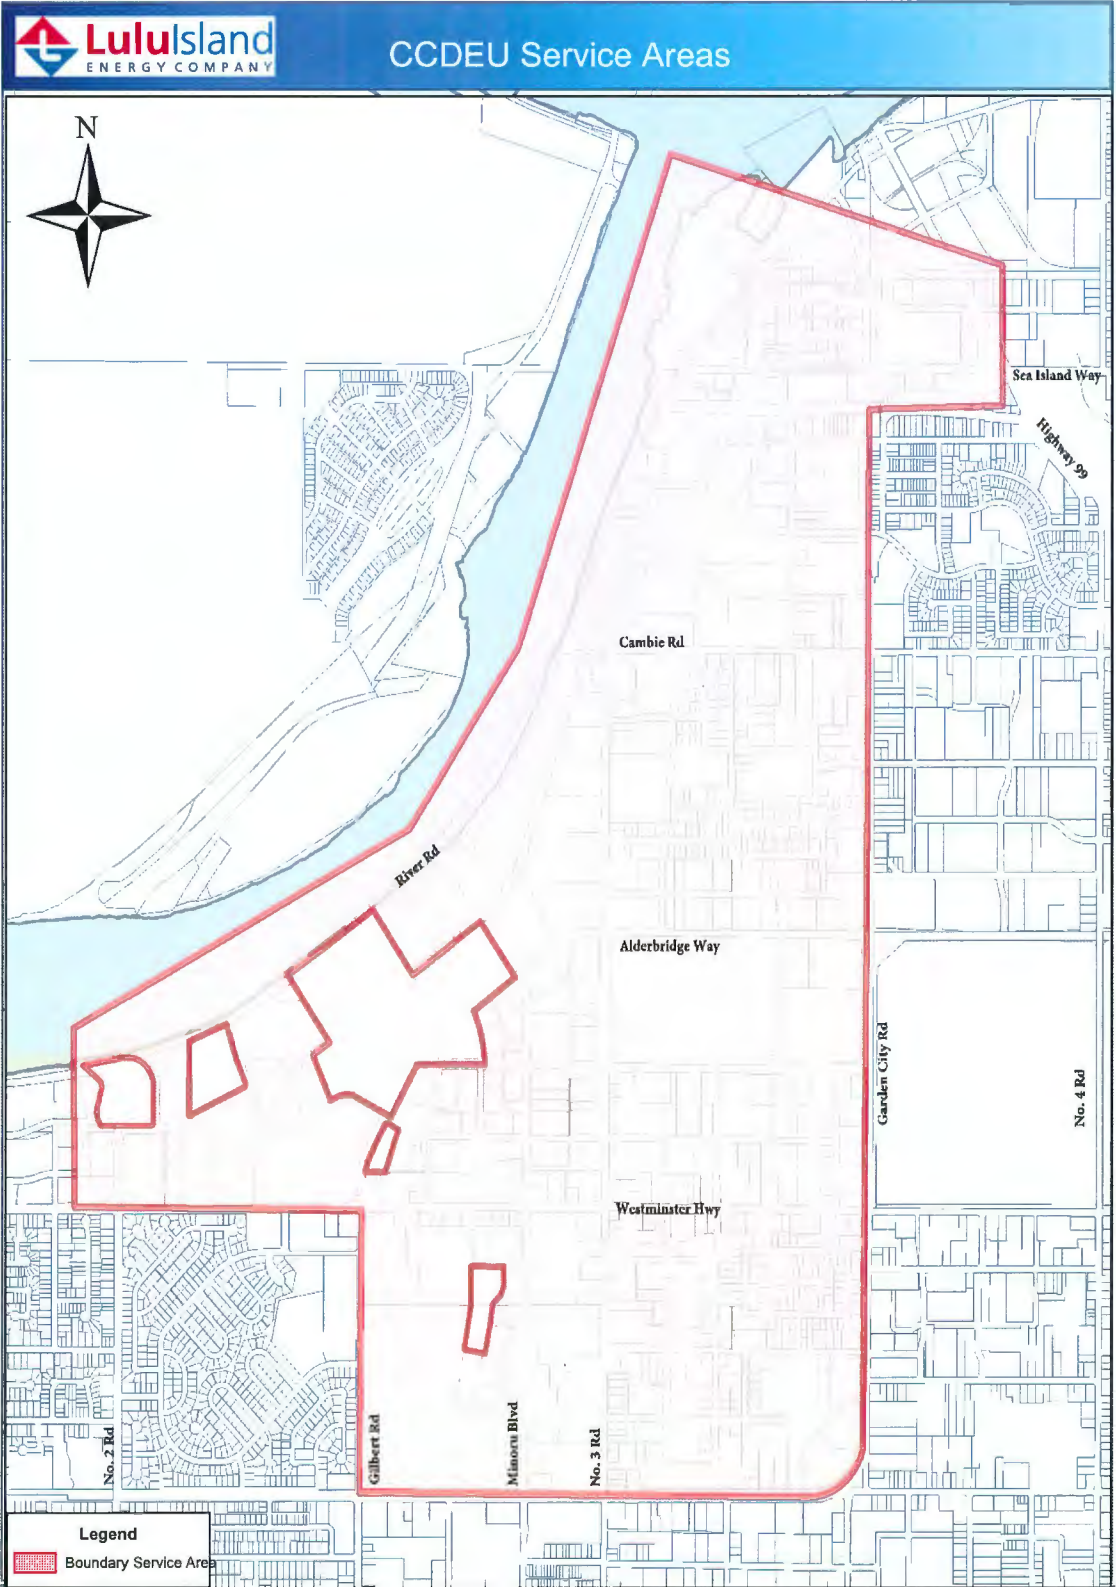 LuluIsland
ENERGY COMPANY
CCDEU Service Areas
N
Sea Island Way
Highway 99
Cambie Rd
River Rd
Alderbridge Way
Garden City Rd
No. 4 Rd
Westminster Hwy
No. 2 Rd
Gilbert Rd
Minoru Blvd
No. 3 Rd
Legend
Boundary Service Area